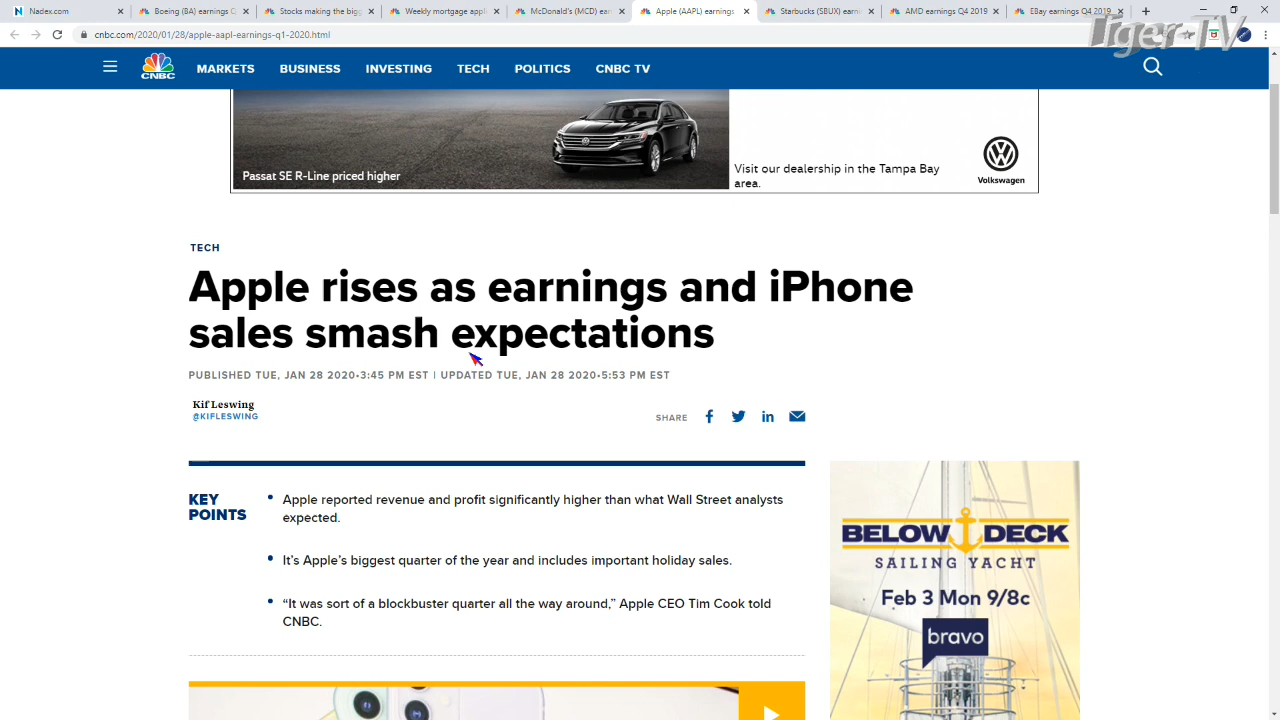 Nadex.com
Boeing (BA) earnings Q
Stocks making the bigg
Weekly mortgage appli
McDonald's (MCD) earn
Apple (AAPL) earnings
Starbucks (SBUX) earni
AMD earnings Q4 2019
EBay earnings Q4 2019
Tiger-TV
cnbc.com/2020/01/28/apple-aapl-earnings-q1-2020.html
CNBC
MARKETS
BUSINESS
INVESTING
TECH
POLITICS
CNBC TV
Passat SE R-Line priced higher
Visit our dealership in the Tampa Bay
area.
Volkswagen
TECH
Apple rises as earnings and iPhone
sales smash expectations
PUBLISHED TUE, JAN 28 2020•3:45 PM EST | UPDATED TUE, JAN 28 2020•5:53 PM EST
Kif Leswing
@KIFLESWING
SHARE
KEY
POINTS
Apple reported revenue and profit significantly higher than what Wall Street analysts
expected.
It’s Apple’s biggest quarter of the year and includes important holiday sales.
“It was sort of a blockbuster quarter all the way around,” Apple CEO Tim Cook told
CNBC.
BELOW DECK
SAILING YACHT
Feb 3 Mon 9/8c
bravo